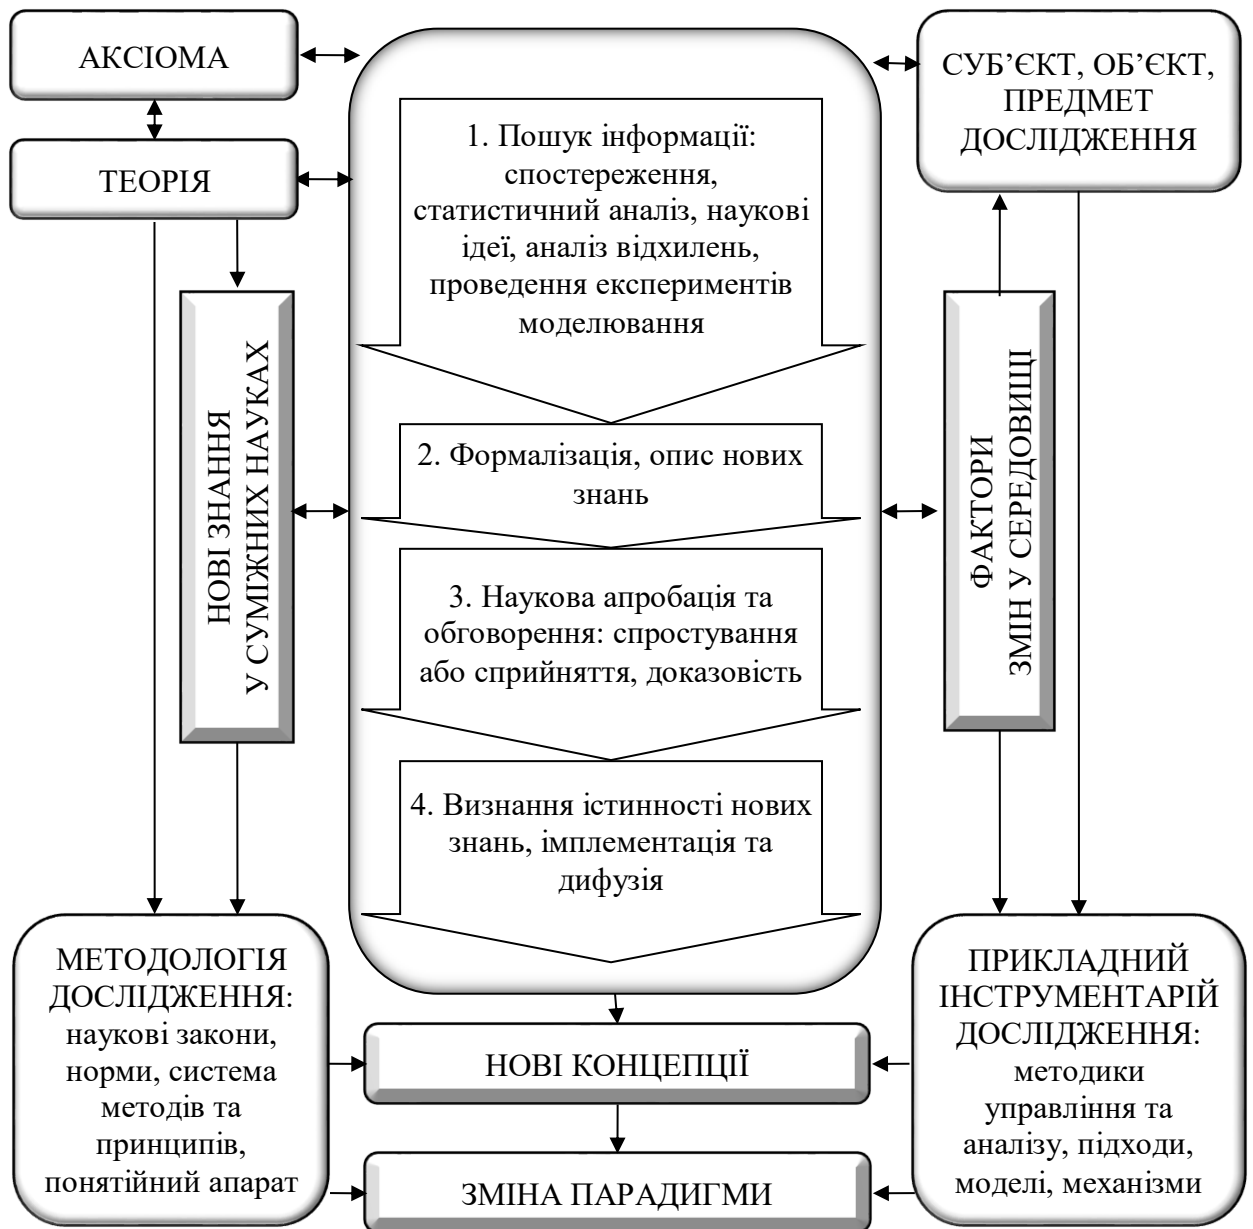 АКСІОМА
ТЕОРІЯ
СУБ’ЄКТ, ОБ’ЄКТ,
ПРЕДМЕТ
ДОСЛІДЖЕННЯ
1. Пошук інформації:
спостереження,
статистичний аналіз, наукові
ідеї, аналіз відхилень,
проведення експериментів
моделювання
2. Формалізація, опис нових
знань
3. Наукова апробація та
обговорення: спростування
або сприйняття, доказовість
4. Визнання істинності нових
знань, імплементація та
дифузія
НОВІ ЗНАННЯ
У СУМІЖНИХ НАУКАХ
ФАКТОРИ
ЗМІН У СЕРЕДОВИЩІ
МЕТОДОЛОГІЯ
ДОСЛІДЖЕННЯ:
наукові закони,
норми, система
методів та
принципів,
понятійний апарат
ПРИКЛАДНИЙ
ІНСТРУМЕНТАРІЙ
ДОСЛІДЖЕННЯ:
методики
управління та
аналізу, підходи,
моделі, механізми
НОВІ КОНЦЕПЦІЇ
ЗМІНА ПАРАДИГМИ